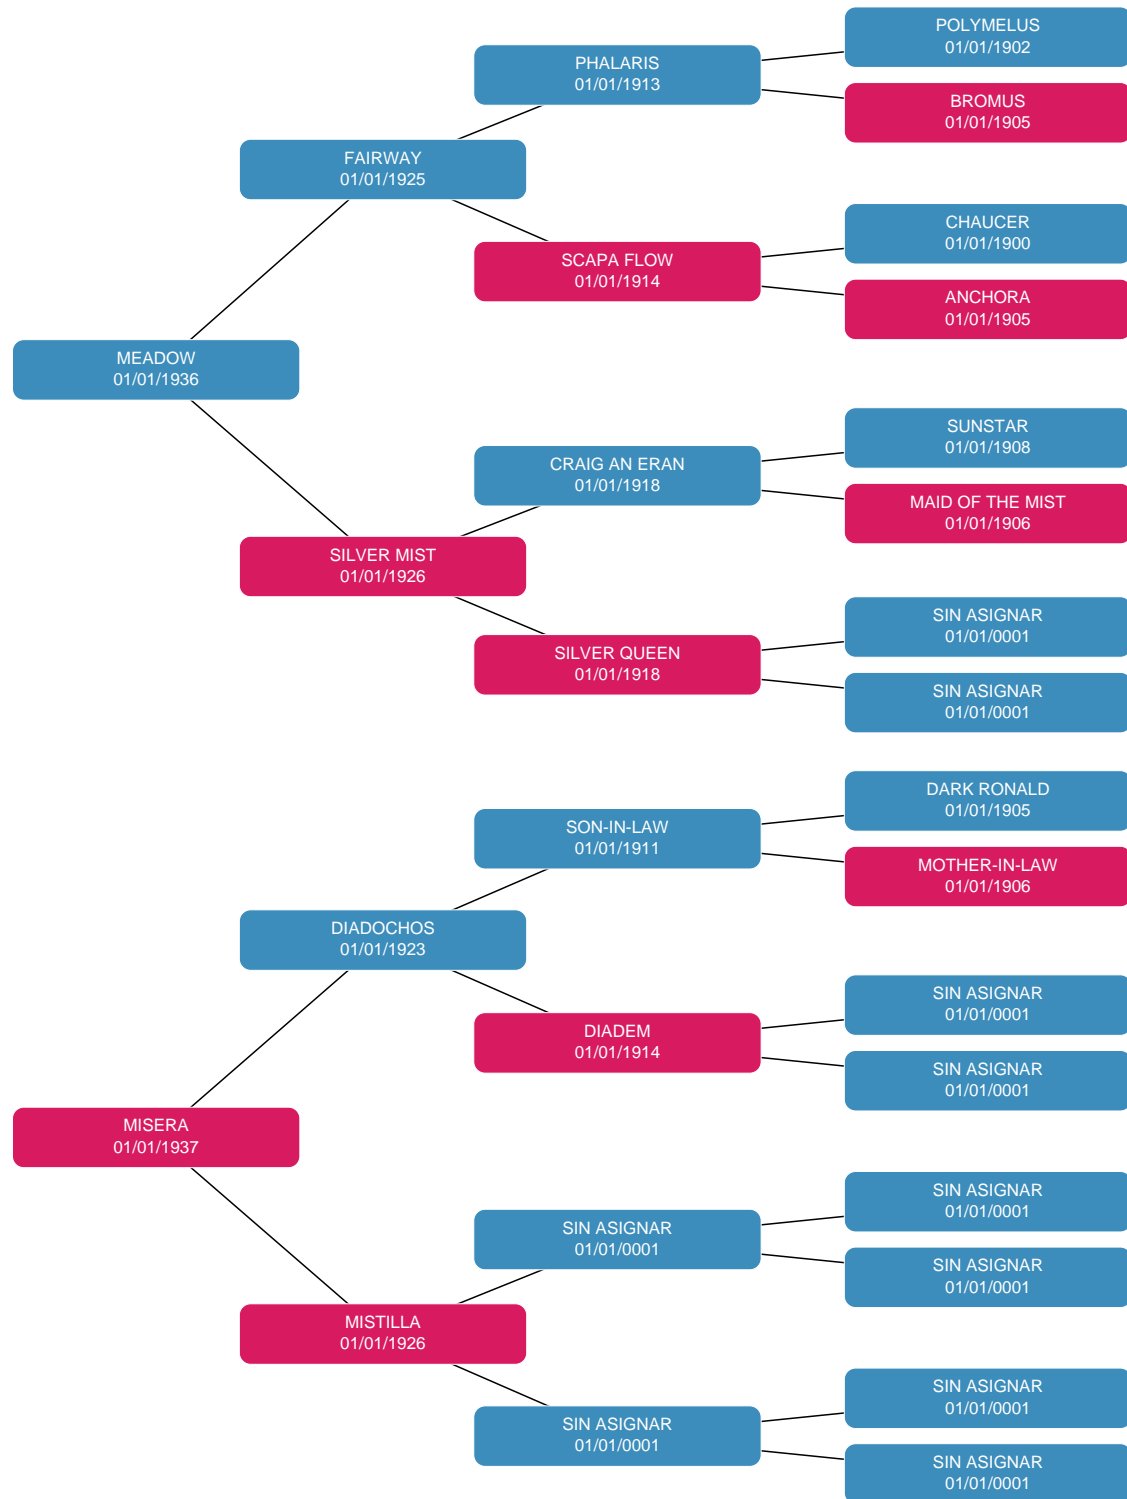 POLYMELUS
01/01/1902
PHALARIS
01/01/1913
BROMUS
01/01/1905
FAIRWAY
01/01/1925
CHAUCER
01/01/1900
SCAPA FLOW
01/01/1914
ANCHORA
01/01/1905
MEADOW
01/01/1936
SUNSTAR
01/01/1908
CRAIG AN ERAN
01/01/1918
MAID OF THE MIST
01/01/1906
SILVER MIST
01/01/1926
SIN ASIGNAR
01/01/0001
SILVER QUEEN
01/01/1918
SIN ASIGNAR
01/01/0001
DARK RONALD
01/01/1905
SON-IN-LAW
01/01/1911
MOTHER-IN-LAW
01/01/1906
DIADOCHOS
01/01/1923
SIN ASIGNAR
01/01/0001
DIADEM
01/01/1914
SIN ASIGNAR
01/01/0001
MISERA
01/01/1937
SIN ASIGNAR
01/01/0001
SIN ASIGNAR
01/01/0001
SIN ASIGNAR
01/01/0001
MISTILLA
01/01/1926
SIN ASIGNAR
01/01/0001
SIN ASIGNAR
01/01/0001
SIN ASIGNAR
01/01/0001